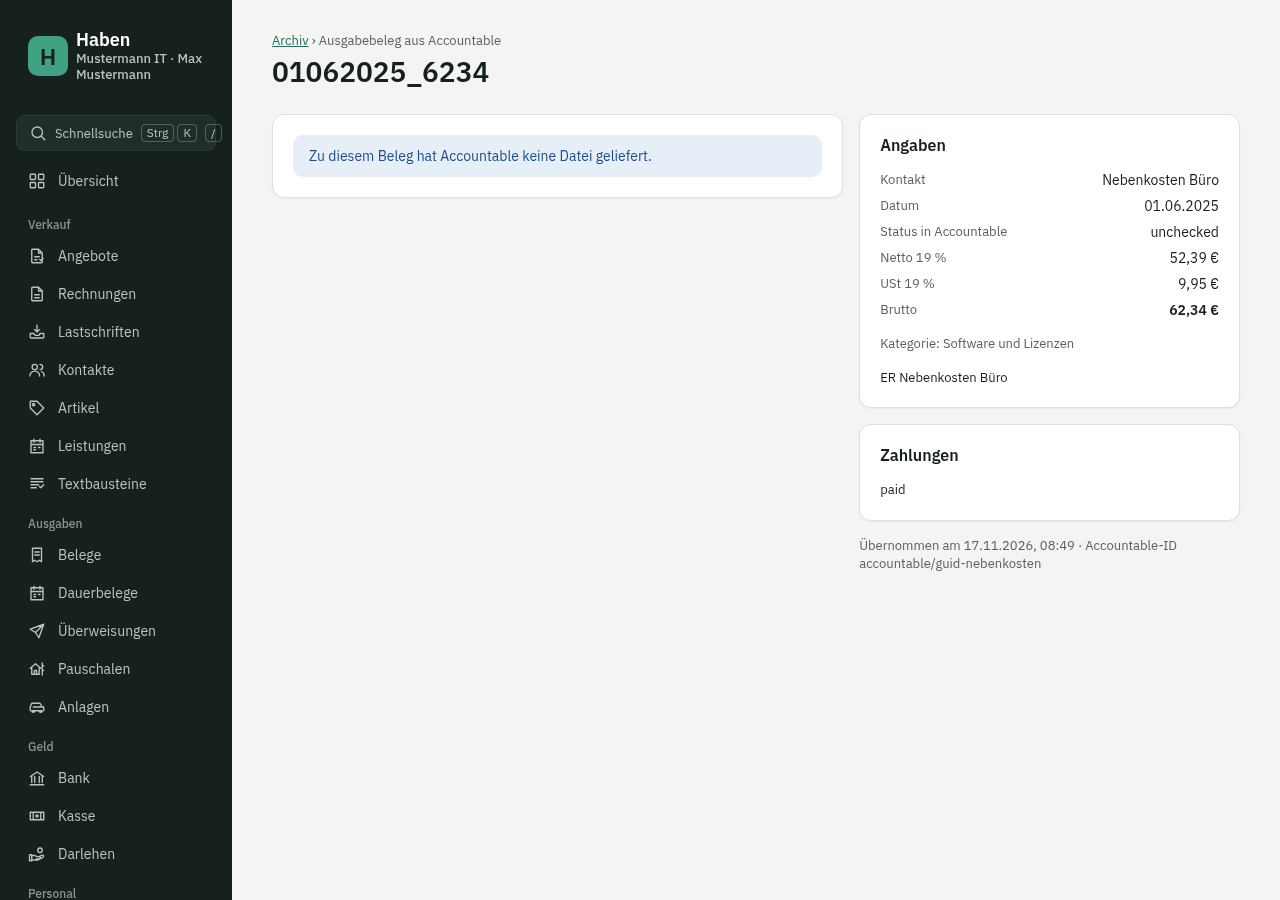 H
Haben
Mustermann IT · Max
Mustermann
Schnellsuche Strg K /
Übersicht
Verkauf
Angebote
Rechnungen
Lastschriften
Kontakte
Artikel
Leistungen
Textbausteine
Ausgaben
Belege
Dauerbelege
Überweisungen
Pauschalen
Anlagen
Geld
Bank
Kasse
Darlehen
Personal
Archiv › Ausgabebeleg aus Accountable
01062025_6234
Zu diesem Beleg hat Accountable keine Datei geliefert.
Angaben
Kontakt Nebenkosten Büro
Datum 01.06.2025
Status in Accountable unchecked
Netto 19 % 52,39 €
USt 19 % 9,95 €
Brutto 62,34 €
Kategorie: Software und Lizenzen
ER Nebenkosten Büro
Zahlungen
paid
Übernommen am 17.11.2026, 08:49 · Accountable-ID
accountable/guid-nebenkosten